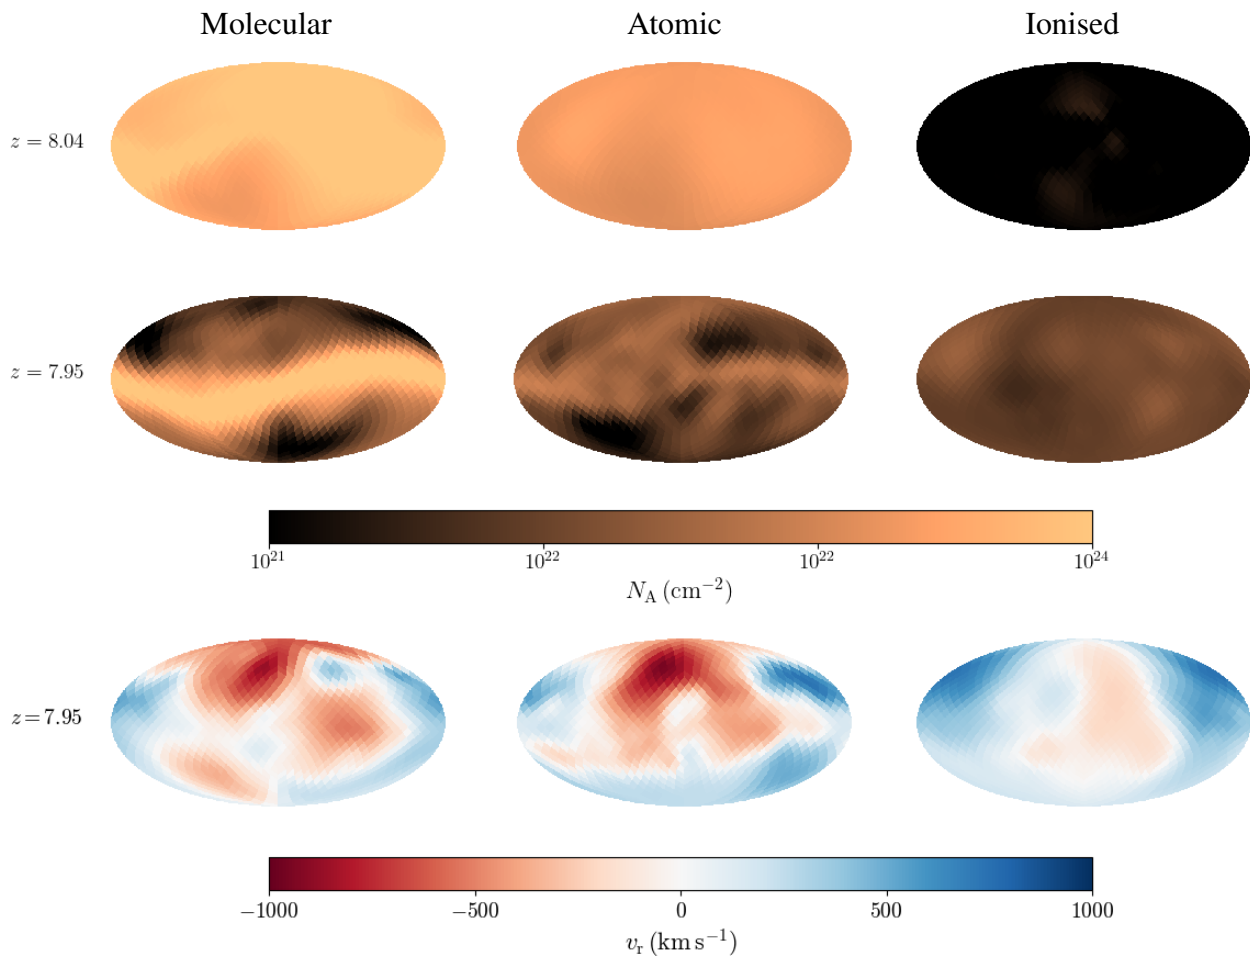 Molecular Atomic Ionised
z = 8.04
z = 7.95
10^21 10^22 10^22 10^24
N_A (cm^−2)
z = 7.95
−1000 −500 0 500 1000
v_r (km s^−1)